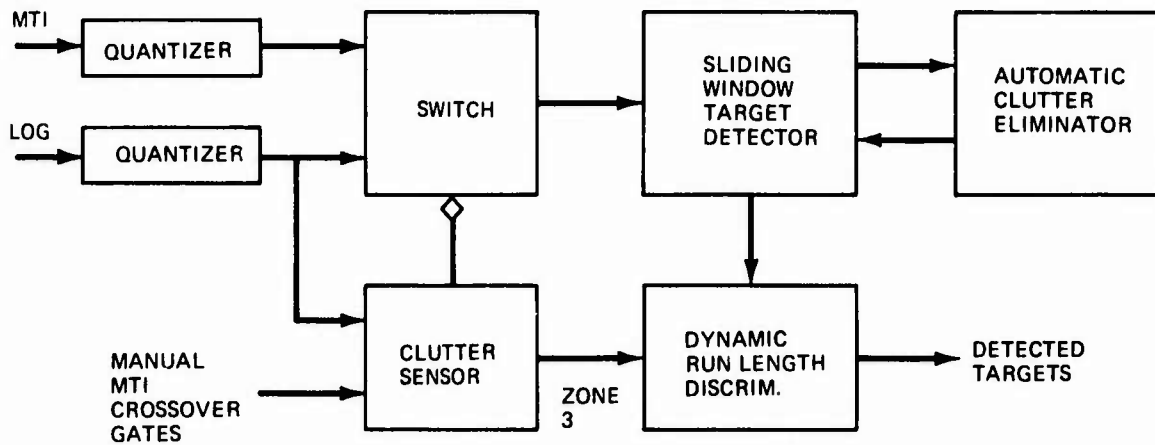 MTI
QUANTIZER
LOG
QUANTIZER
SWITCH
SLIDING
WINDOW
TARGET
DETECTOR
AUTOMATIC
CLUTTER
ELIMINATOR
MANUAL
MTI
CROSSOVER
GATES
CLUTTER
SENSOR
ZONE
3
DYNAMIC
RUN LENGTH
DISCRIM.
DETECTED
TARGETS